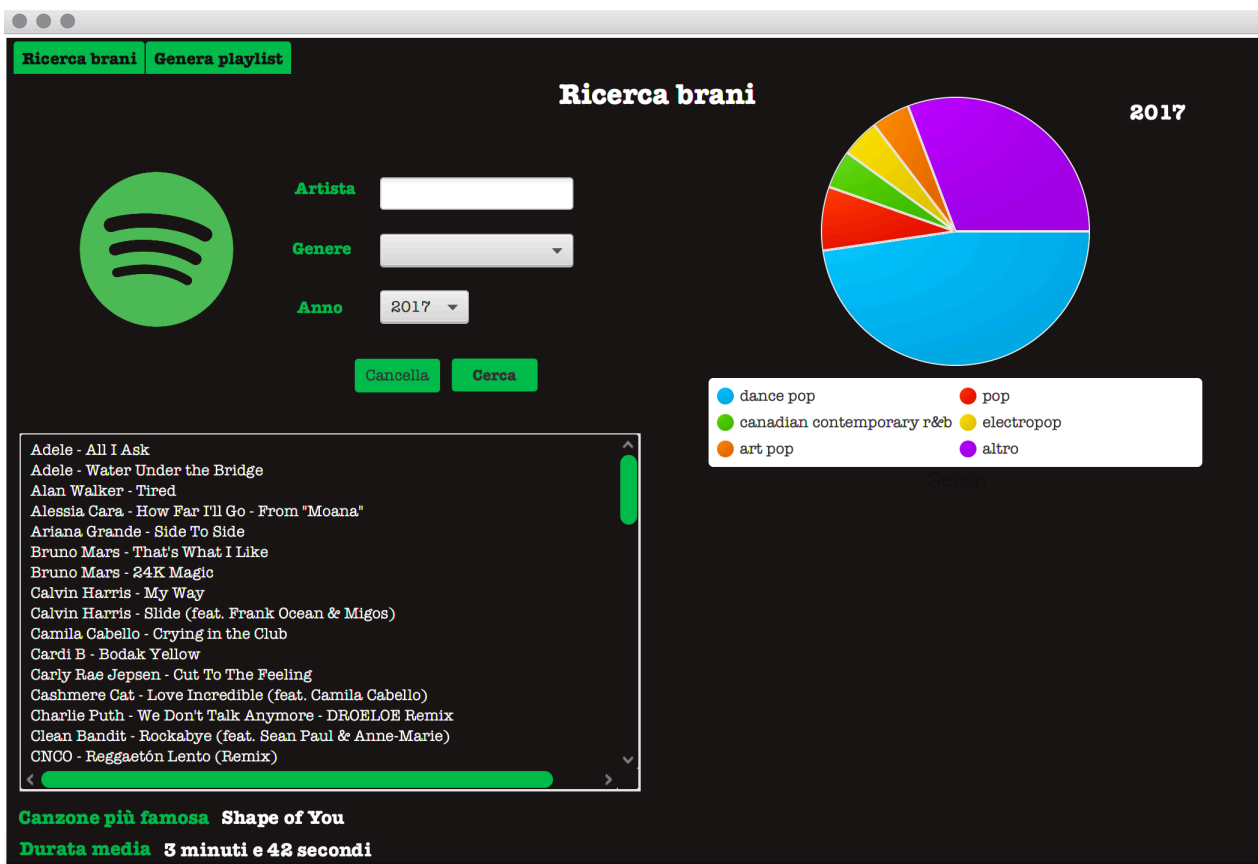 Ricerca brani Genera playlist
Ricerca brani
2017
Artista
Genere
Anno 2017
Cancella Cerca
dance pop pop
canadian contemporary r&b electropop
art pop altro
Generi
Adele - All I Ask
Adele - Water Under the Bridge
Alan Walker - Tired
Alessia Cara - How Far I'll Go - From "Moana"
Ariana Grande - Side To Side
Bruno Mars - That's What I Like
Bruno Mars - 24K Magic
Calvin Harris - My Way
Calvin Harris - Slide (feat. Frank Ocean & Migos)
Camila Cabello - Crying in the Club
Cardi B - Bodak Yellow
Carly Rae Jepsen - Cut To The Feeling
Cashmere Cat - Love Incredible (feat. Camila Cabello)
Charlie Puth - We Don't Talk Anymore - DROELOE Remix
Clean Bandit - Rockabye (feat. Sean Paul & Anne-Marie)
CNCO - Reggaetón Lento (Remix)
Canzone più famosa Shape of You
Durata media 3 minuti e 42 secondi